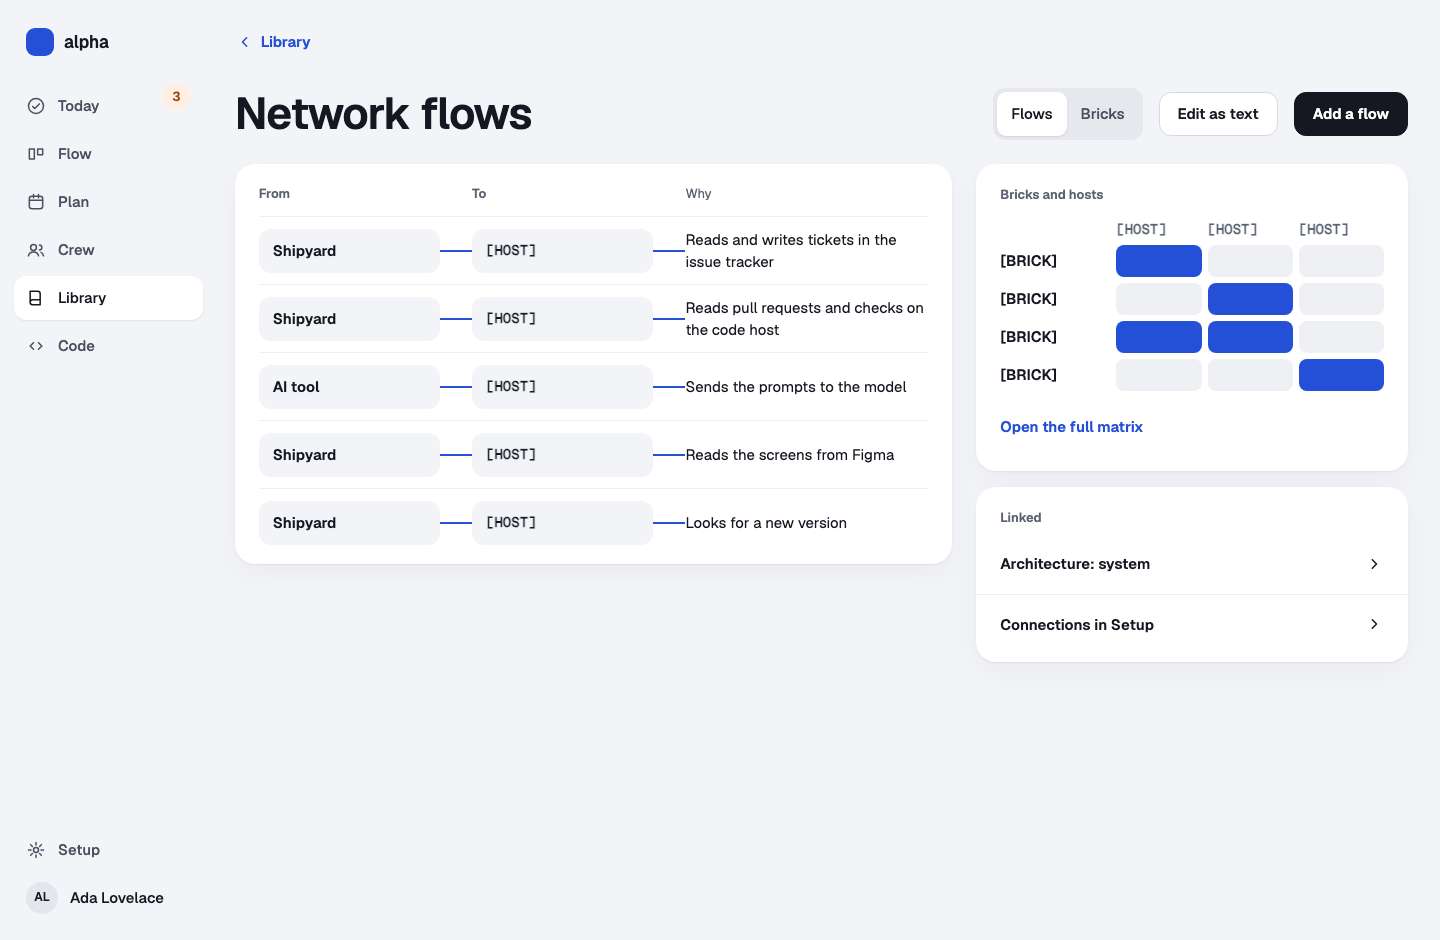 alpha
Today
3
Flow
Plan
Crew
Library
Code
Setup
AL
Ada Lovelace
Library
Network flows
Flows
Bricks
Edit as text
Add a flow
From
To
Why
Shipyard
[HOST]
Reads and writes tickets in the
issue tracker
Shipyard
[HOST]
Reads pull requests and checks on
the code host
AI tool
[HOST]
Sends the prompts to the model
Shipyard
[HOST]
Reads the screens from Figma
Shipyard
[HOST]
Looks for a new version
Bricks and hosts
[HOST]
[HOST]
[HOST]
[BRICK]
[BRICK]
[BRICK]
[BRICK]
Open the full matrix
Linked
Architecture: system
Connections in Setup